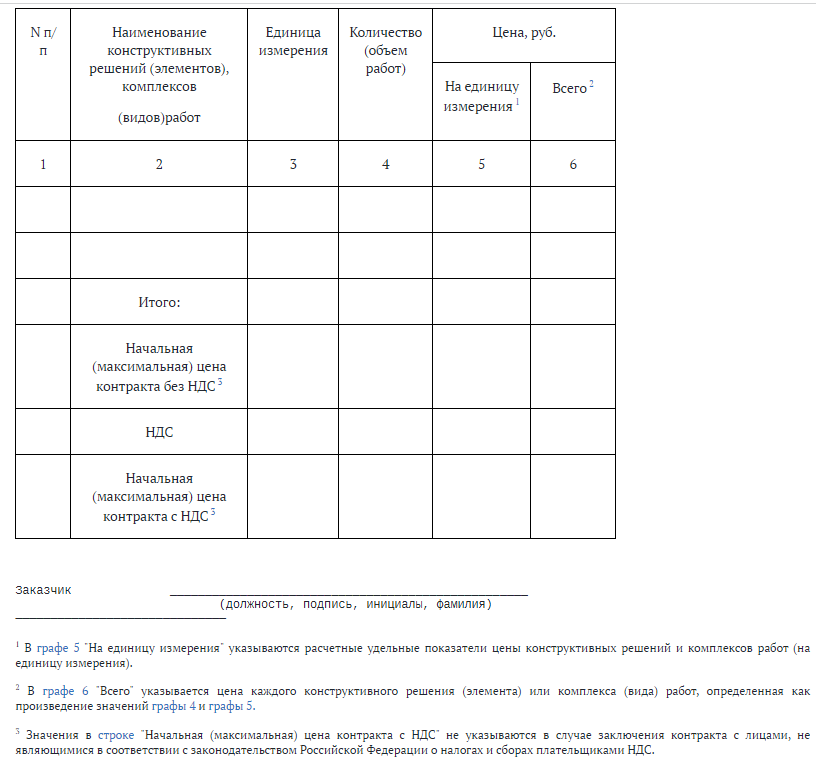 N п/
п
Наименование
конструктивных
решений (элементов),
комплексов
(видов)работ
Единица
измерения
Количество
(объем
работ)
Цена, руб.
На единицу
измерения 1
Всего 2
1 2 3 4 5 6
Итого:
Начальная
(максимальная) цена
контракта без НДС 3
НДС
Начальная
(максимальная) цена
контракта с НДС 3
Заказчик
(должность, подпись, инициалы, фамилия)
1 В графе 5 "На единицу измерения" указываются расчетные удельные показатели цены конструктивных решений и комплексов работ (на
единицу измерения).
2 В графе 6 "Всего" указывается цена каждого конструктивного решения (элемента) или комплекса (вида) работ, определенная как
произведение значений графы 4 и графы 5.
3 Значения в строке "Начальная (максимальная) цена контракта с НДС" не указываются в случае заключения контракта с лицами, не
являющимися в соответствии с законодательством Российской Федерации о налогах и сборах плательщиками НДС.